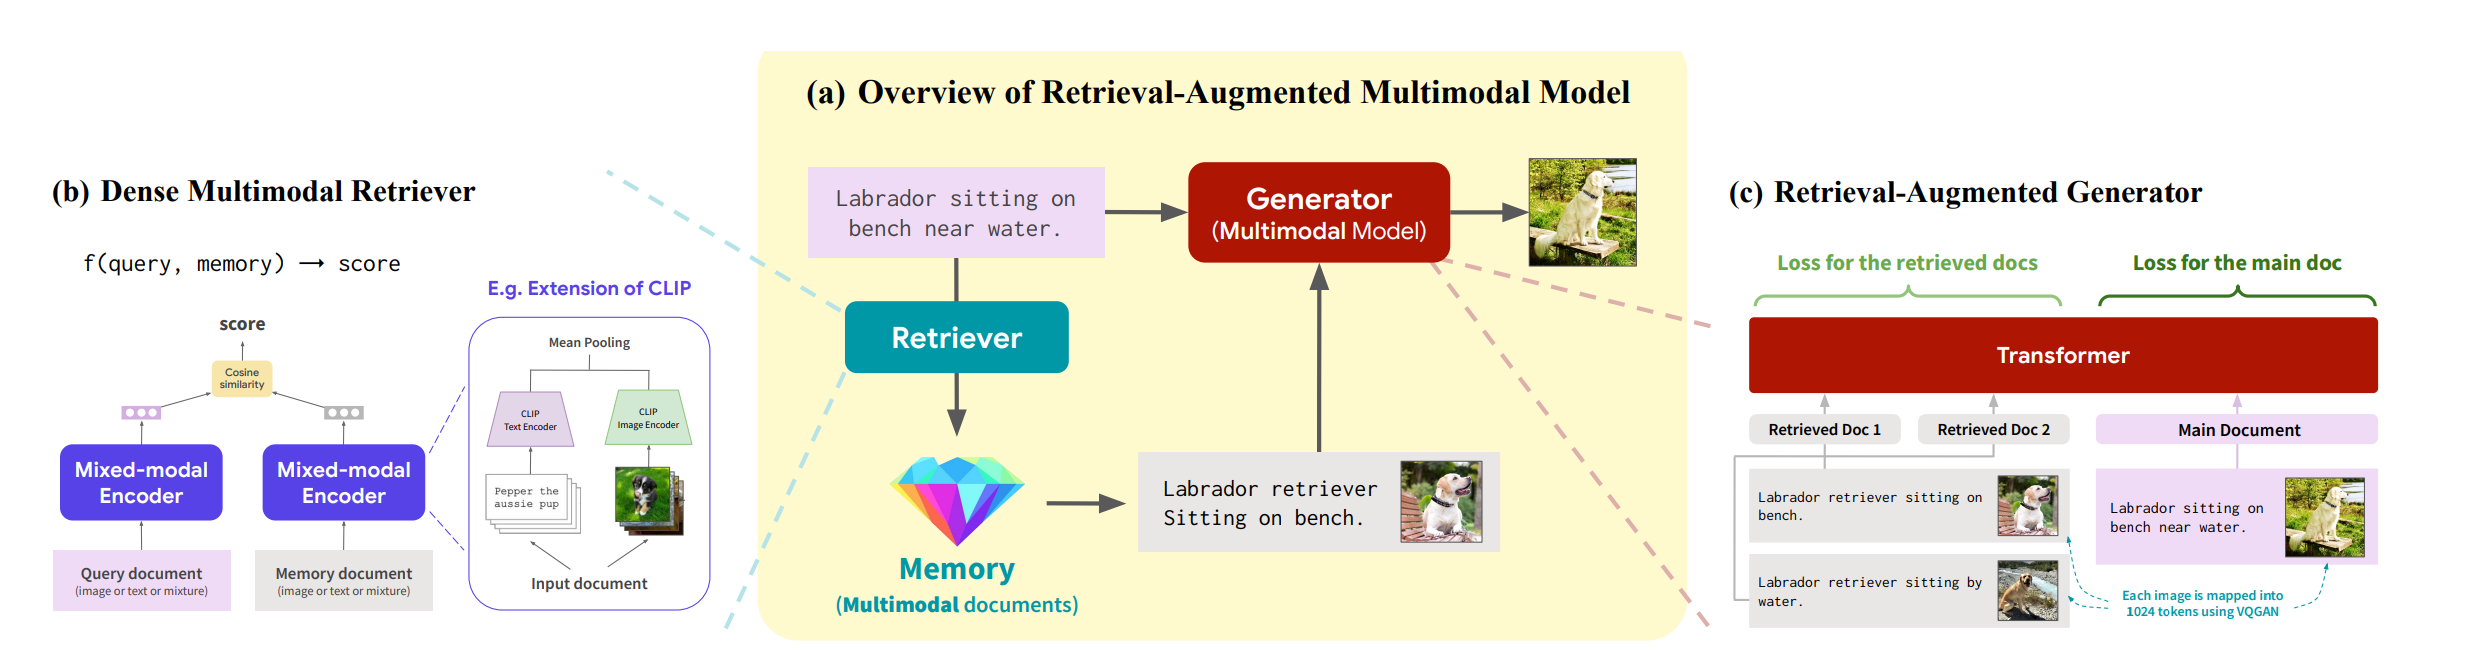 (a) Overview of Retrieval-Augmented Multimodal Model
Labrador sitting on
bench near water.
Generator
(Multimodal Model)
Retriever
Memory
(Multimodal documents)
Labrador retriever
Sitting on bench.
(b) Dense Multimodal Retriever
f(query, memory) → score
score
Cosine
similarity
Mixed-modal
Encoder
Mixed-modal
Encoder
Query document
(image or text or mixture)
Memory document
(image or text or mixture)
E.g. Extension of CLIP
Mean Pooling
CLIP
Text Encoder
CLIP
Image Encoder
Pepper the
aussie pup
Input document
(c) Retrieval-Augmented Generator
Loss for the retrieved docs
Loss for the main doc
Transformer
Retrieved Doc 1
Retrieved Doc 2
Main Document
Labrador retriever sitting on
bench.
Labrador retriever sitting by
water.
Labrador sitting on
bench near water.
Each image is mapped into
1024 tokens using VQGAN